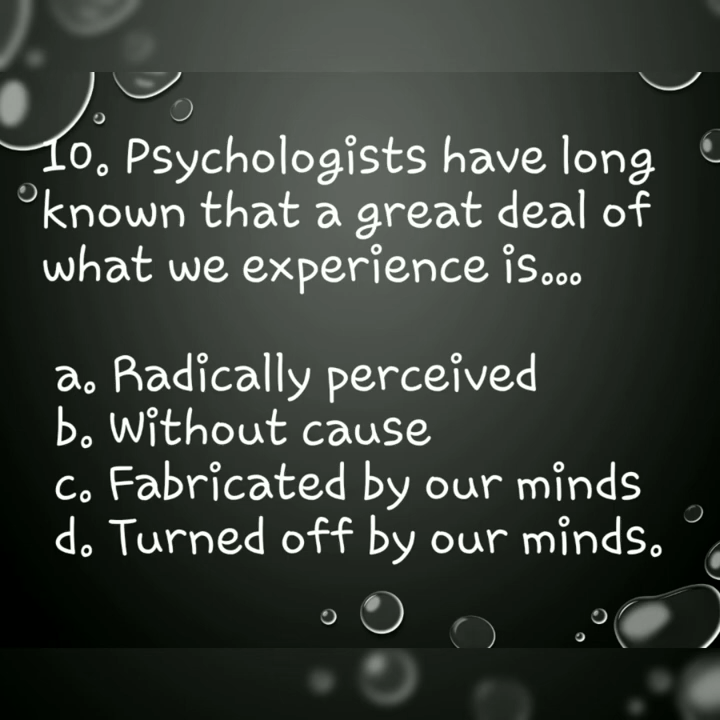 10. Psychologists have long
known that a great deal of
what we experience is...
a. Radically perceived
b. Without cause
c. Fabricated by our minds
d. Turned off by our minds.